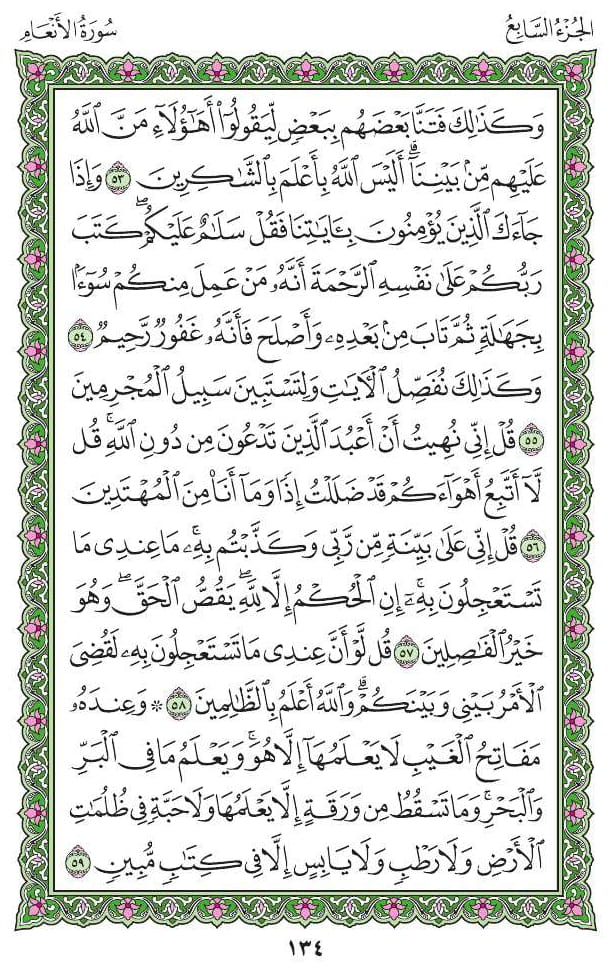 الجُزْءُ السَّابِعُ
سُورَةُ الأَنْعَامِ
وَكَذَٰلِكَ فَتَنَّا بَعْضَهُم بِبَعْضٍ لِّيَقُولُوٓا۟ أَهَـٰٓؤُلَآءِ مَنَّ ٱللَّهُ
عَلَيْهِم مِّنۢ بَيْنِنَآ ۗ أَلَيْسَ ٱللَّهُ بِأَعْلَمَ بِٱلشَّـٰكِرِينَ ٥٣ وَإِذَا
جَآءَكَ ٱلَّذِينَ يُؤْمِنُونَ بِـَٔايَـٰتِنَا فَقُلْ سَلَـٰمٌ عَلَيْكُمْ ۖ كَتَبَ
رَبُّكُمْ عَلَىٰ نَفْسِهِ ٱلرَّحْمَةَ أَنَّهُۥ مَنْ عَمِلَ مِنكُمْ سُوٓءًۢا
بِجَهَـٰلَةٍ ثُمَّ تَابَ مِنۢ بَعْدِهِۦ وَأَصْلَحَ فَأَنَّهُۥ غَفُورٌ رَّحِيمٌ ٥٤
وَكَذَٰلِكَ نُفَصِّلُ ٱلْـَٔايَـٰتِ وَلِتَسْتَبِينَ سَبِيلُ ٱلْمُجْرِمِينَ
٥٥ قُلْ إِنِّى نُهِيتُ أَنْ أَعْبُدَ ٱلَّذِينَ تَدْعُونَ مِن دُونِ ٱللَّهِ ۚ قُل
لَّآ أَتَّبِعُ أَهْوَآءَكُمْ ۙ قَدْ ضَلَلْتُ إِذًا وَمَآ أَنَا۠ مِنَ ٱلْمُهْتَدِينَ
٥٦ قُلْ إِنِّى عَلَىٰ بَيِّنَةٍ مِّن رَّبِّى وَكَذَّبْتُم بِهِۦ ۚ مَا عِندِى مَا
تَسْتَعْجِلُونَ بِهِۦٓ ۚ إِنِ ٱلْحُكْمُ إِلَّا لِلَّهِ ۖ يَقُصُّ ٱلْحَقَّ ۖ وَهُوَ
خَيْرُ ٱلْفَـٰصِلِينَ ٥٧ قُل لَّوْ أَنَّ عِندِى مَا تَسْتَعْجِلُونَ بِهِۦ لَقُضِىَ
ٱلْأَمْرُ بَيْنِى وَبَيْنَكُمْ ۗ وَٱللَّهُ أَعْلَمُ بِٱلظَّـٰلِمِينَ ٥٨ ۞ وَعِندَهُۥ
مَفَاتِحُ ٱلْغَيْبِ لَا يَعْلَمُهَآ إِلَّا هُوَ ۚ وَيَعْلَمُ مَا فِى ٱلْبَرِّ
وَٱلْبَحْرِ ۚ وَمَا تَسْقُطُ مِن وَرَقَةٍ إِلَّا يَعْلَمُهَا وَلَا حَبَّةٍ فِى ظُلُمَـٰتِ
ٱلْأَرْضِ وَلَا رَطْبٍ وَلَا يَابِسٍ إِلَّا فِى كِتَـٰبٍ مُّبِينٍ ٥٩
١٣٤